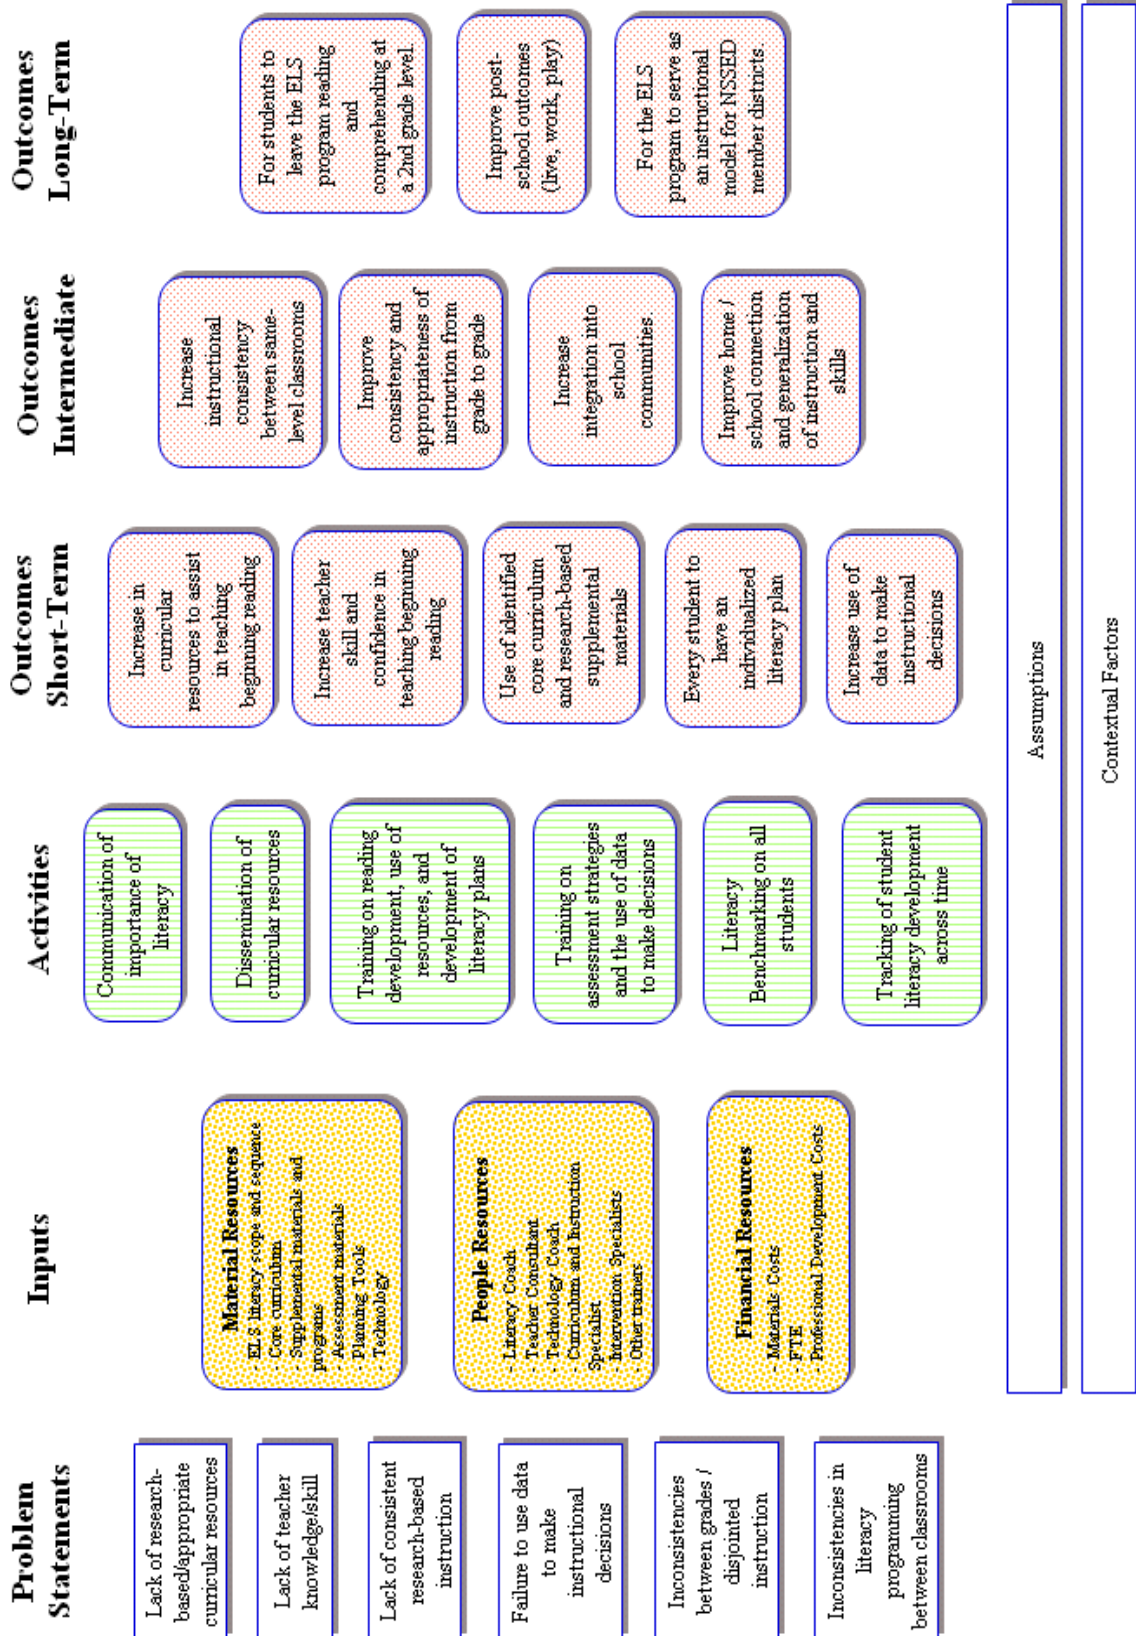 Problem
Statements
Lack of research-
based/appropriate
curricular resources
Lack of teacher
knowledge/skill
Lack of consistent
research-based
instruction
Failure to use data
to make
instructional
decisions
Inconsistencies
between grades /
disjointed
instruction
Inconsistencies in
literacy
programming
between classrooms
Inputs
Material Resources
- ELS literacy scope and sequence
- Core curriculum
- Supplemental materials and
programs
- Assessment materials
- Planning Tools
- Technology
People Resources
- Literacy Coach
- Teacher Consultant
- Technology Coach
- Curriculum and Instruction
Specialist
- Intervention Specialists
- Other trainers
Financial Resources
- Materials Costs
- FTE
- Professional Development Costs
Activities
Communication of
importance of
literacy
Dissemination of
curricular resources
Training on reading
development, use of
resources, and
development of
literacy plans
Training on
assessment strategies
and the use of data
to make decisions
Literacy
Benchmarking on all
students
Tracking of student
literacy development
across time
Outcomes
Short-Term
Increase in
curricular
resources to assist
in teaching
beginning reading
Increase teacher
skill and
confidence in
teaching beginning
reading
Use of identified
core curriculum
and research-based
supplemental
materials
Every student to
have an
individualized
literacy plan
Increase use of
data to make
instructional
decisions
Outcomes
Intermediate
Increase
instructional
consistency
between same-
level classrooms
Improve
consistency and
appropriateness of
instruction from
grade to grade
Increase
integration into
school
communities
Improve home /
school connection
and generalization
of instruction and
skills
Outcomes
Long-Term
For students to
leave the ELS
program reading
and
comprehending at
a 2nd grade level.
Improve post-
school outcomes
(live, work, play)
For the ELS
program to serve as
an instructional
model for NSSED
member districts
Assumptions
Contextual Factors